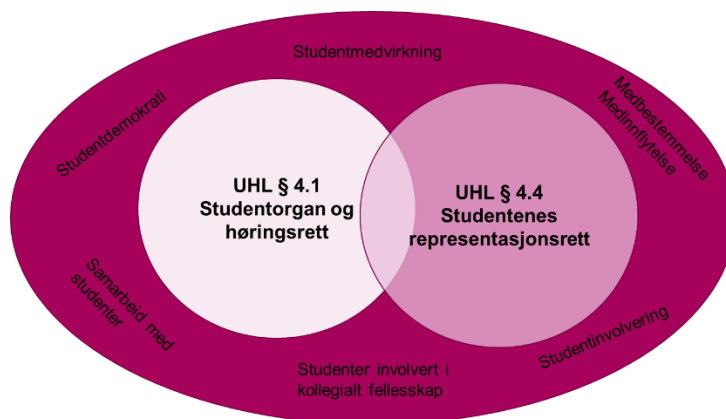 Studentmedvirkning
Medbestemmelse
Medinnflytelse
Studentdemokrati
UHL § 4.1
Studentorgan og
høringsrett
UHL § 4.4
Studentenes
representasjonsrett
Samarbeid med
studenter
Studentinvolvering
Studenter involvert i
kollegialt fellesskap